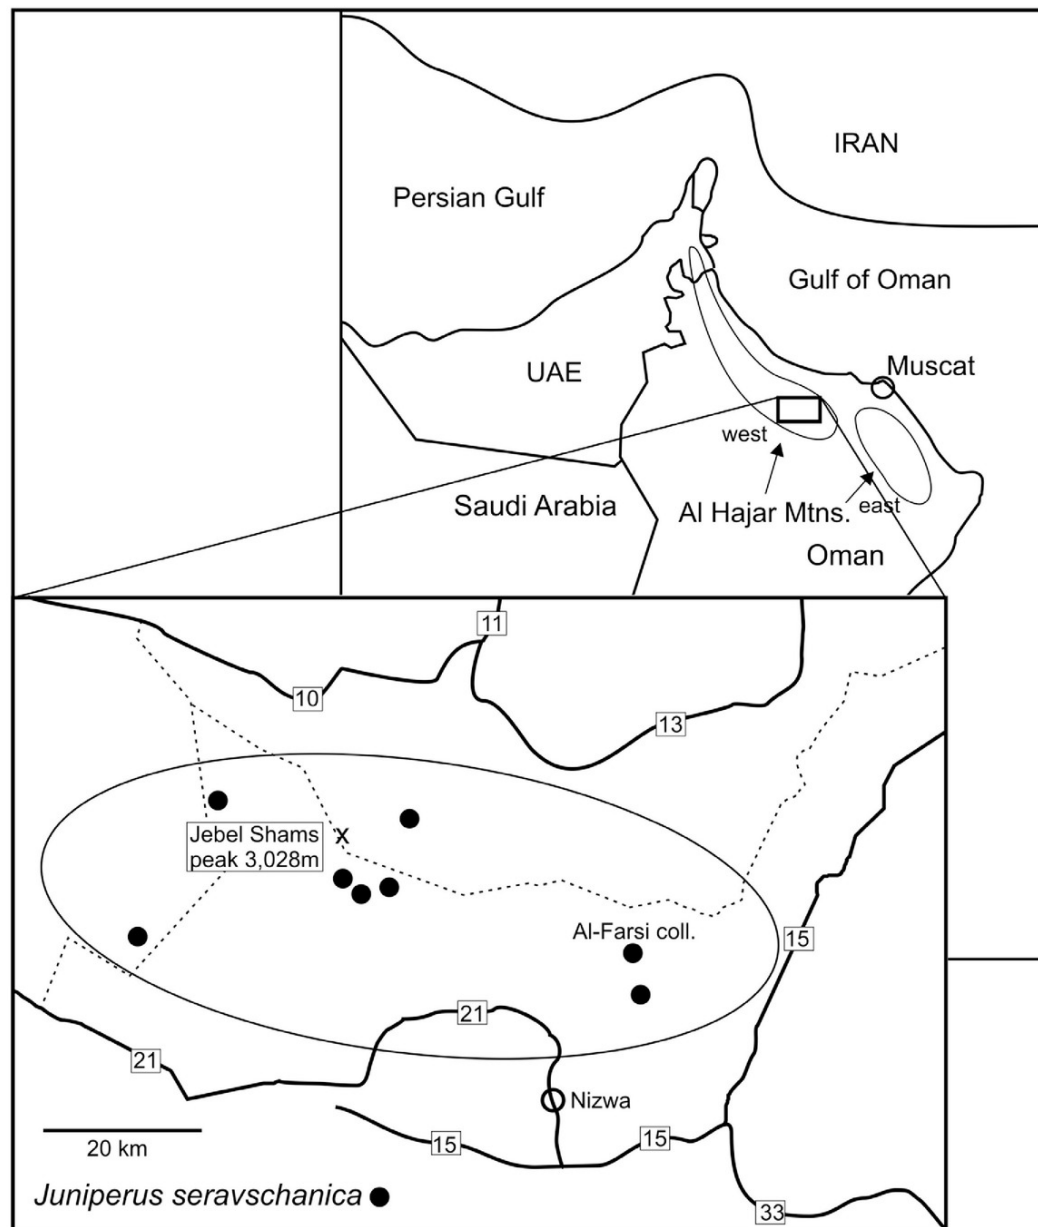 IRAN
Persian Gulf
Gulf of Oman
Muscat
UAE
west
Saudi Arabia
Al Hajar Mtns.
east
Oman
11
10
13
Jebel Shams
peak 3,028m
x
Al-Farsi coll.
15
21
21
Nizwa
15
15
20 km
Juniperus seravschanica
33